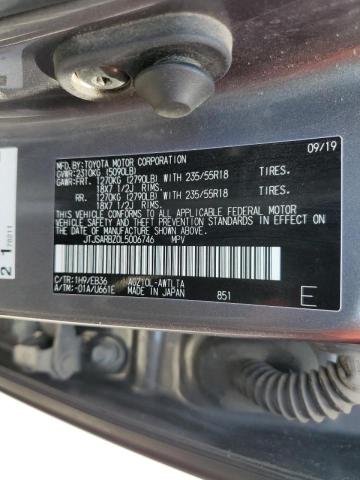 09/19
MFD.BY:TOYOTA MOTOR CORPORATION
GVWR:2310KG (5090LB)
GAWR:FRT. 1270KG (2790LB) WITH 235/55R18 TIRES.
18X7 1/2J RIMS.
RR. 1270KG (2790LB) WITH 235/55R18 TIRES.
18X7 1/2J RIMS.
THIS VEHICLE CONFORMS TO ALL APPLICABLE FEDERAL MOTOR
VEHICLE SAFETY, BUMPER, AND THEFT PREVENTION STANDARDS IN EFFECT ON
THE DATE OF MANUFACTURE SHOWN ABOVE.
JTJSARBZ0L5006746 MPV
C/TR:1H9/EB36 AYZ10L-AWTLTA
A/TM:-01A/U661E MADE IN JAPAN 851
E